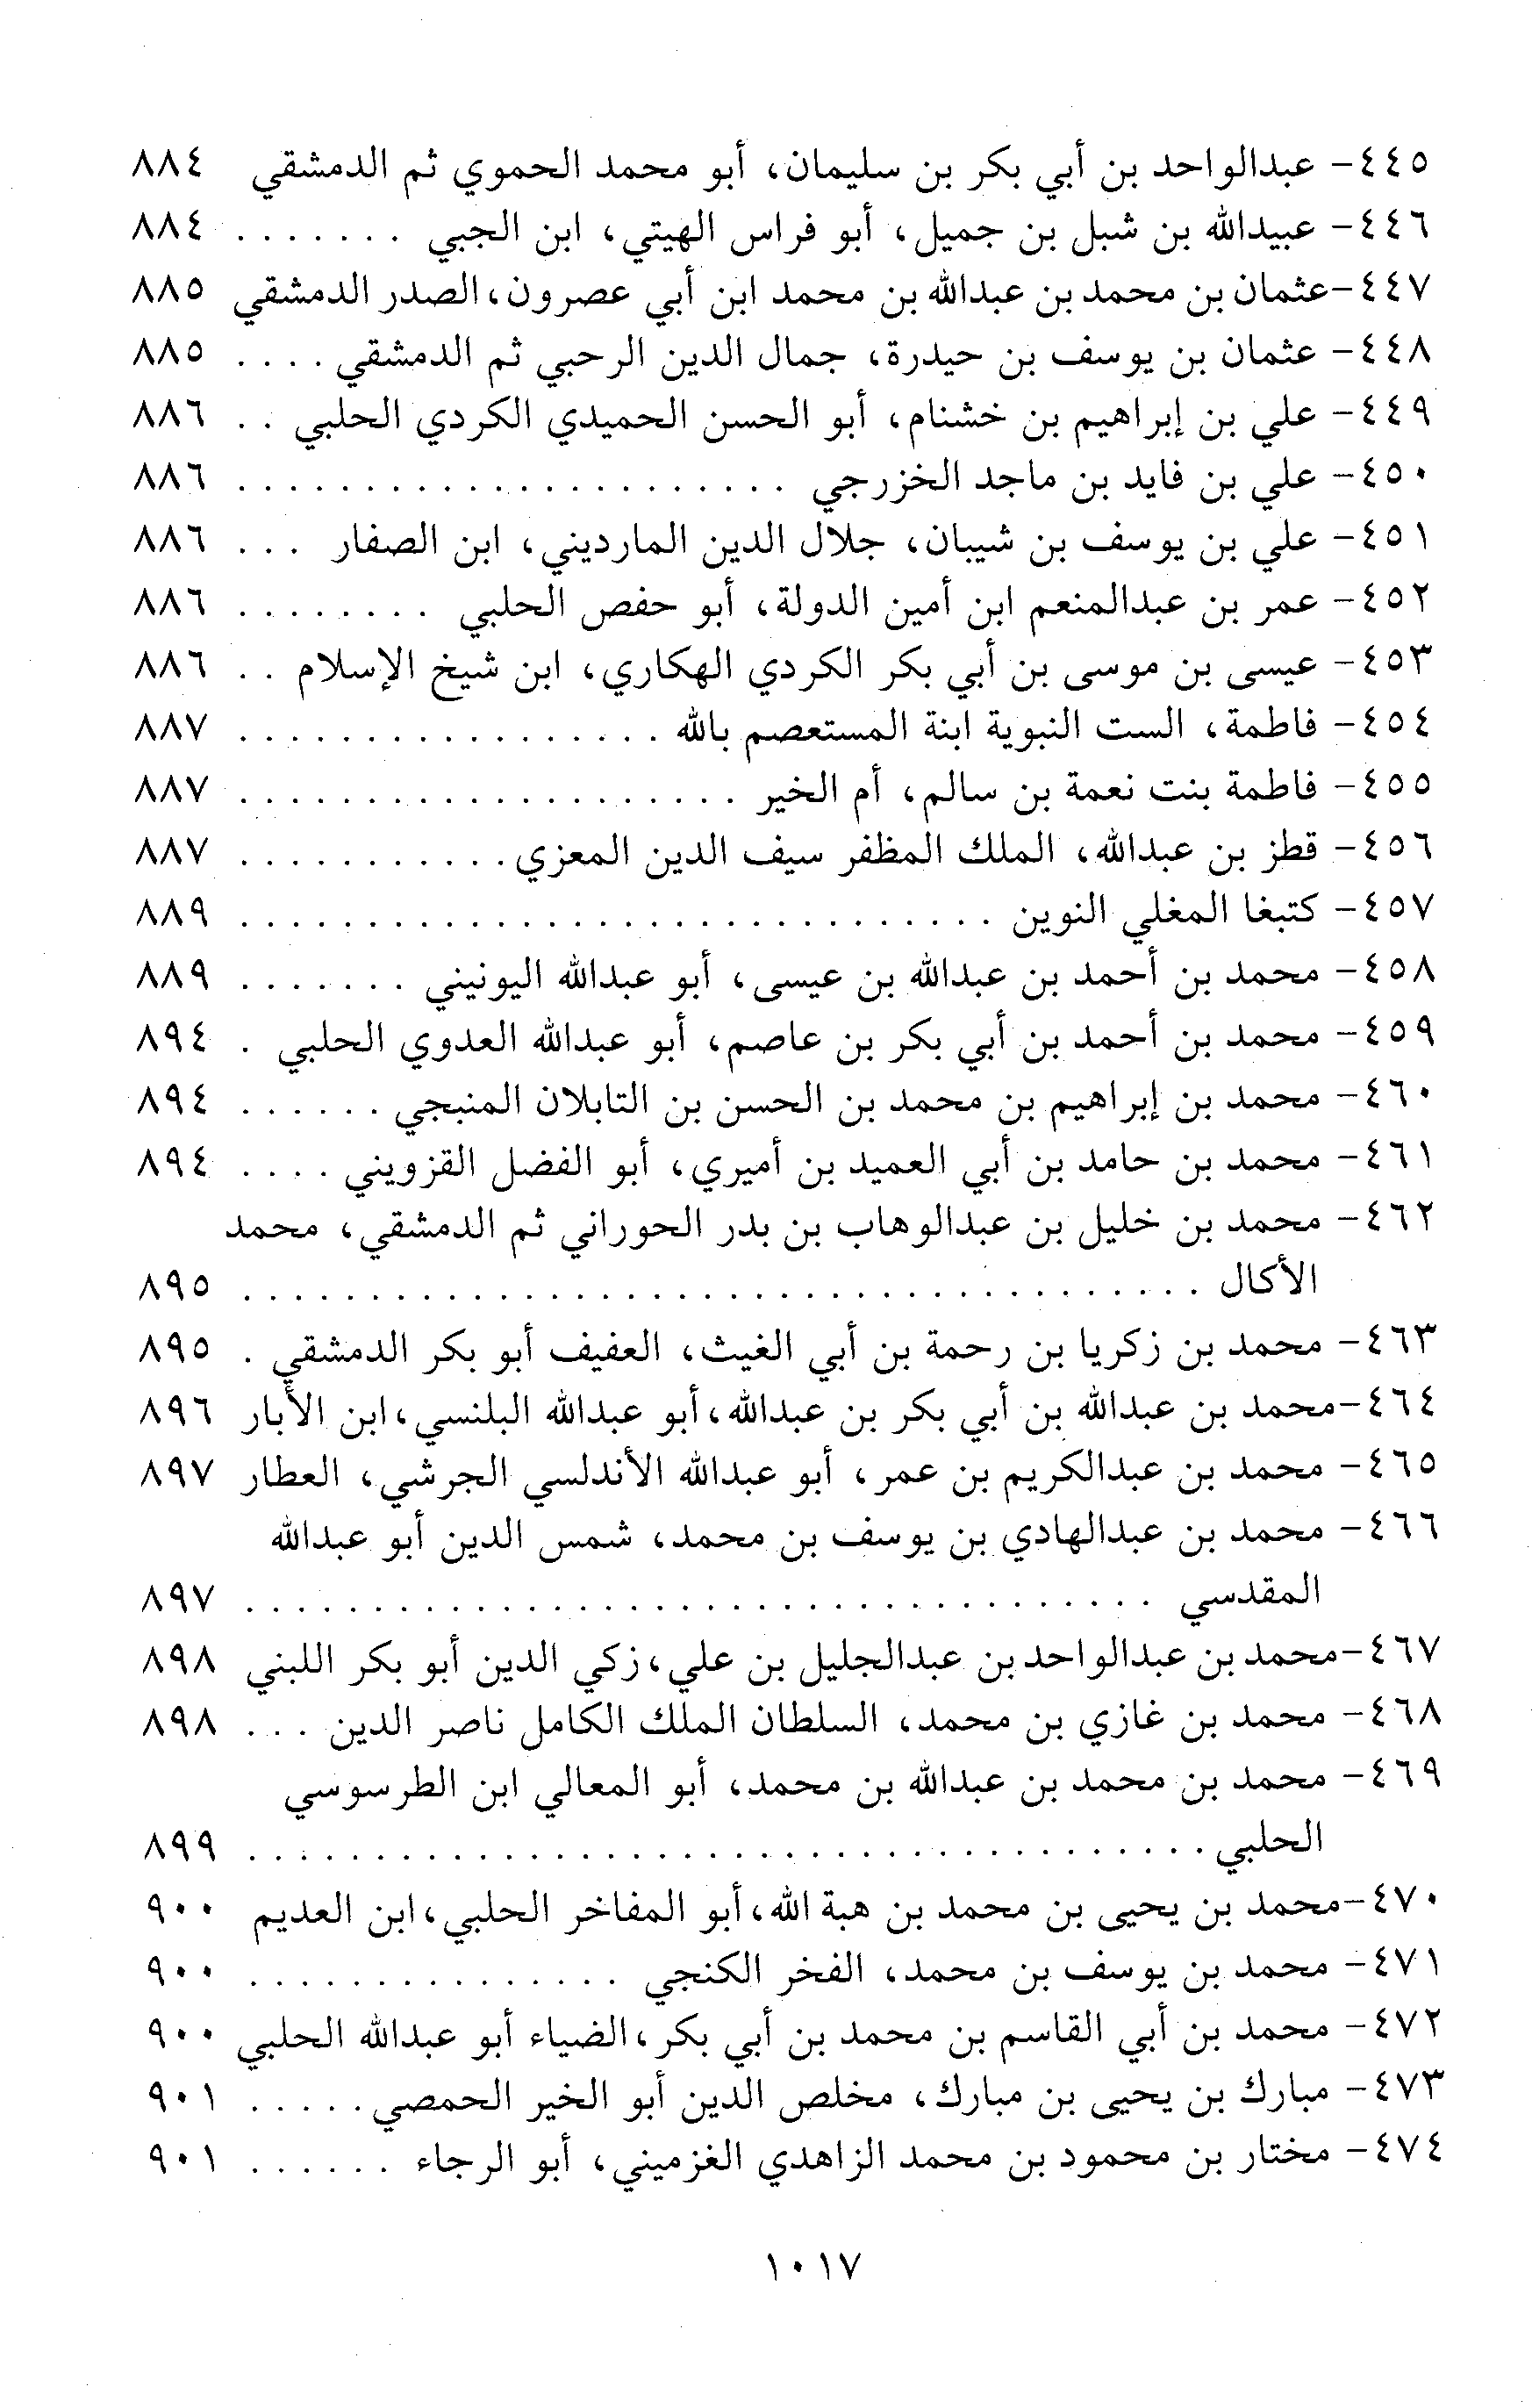 ٤٤٥- عبدالواحد بن أبي بكر بن سليمان، أبو محمد الحموي ثم الدمشقي ٨٨٤
٤٤٦- عبيدالله بن شبل بن جميل، أبو فراس الهيتي، ابن الجبي . . . . . . . ٨٨٤
٤٤٧-عثمان بن محمد بن عبدالله بن محمد ابن أبي عصرون، الصدر الدمشقي ٨٨٥
٤٤٨- عثمان بن يوسف بن حيدرة، جمال الدين الرحبي ثم الدمشقي . . . . ٨٨٥
٤٤٩- علي بن إبراهيم بن خشنام، أبو الحسن الحميدي الكردي الحلبي . . ٨٨٦
٤٥٠- علي بن فايد بن ماجد الخزرجي . . . . . . . . . . . . . . . . . . . . . . ٨٨٦
٤٥١- علي بن يوسف بن شيبان، جلال الدين المارديني، ابن الصفار . . . ٨٨٦
٤٥٢- عمر بن عبدالمنعم ابن أمين الدولة، أبو حفص الحلبي . . . . . . . . ٨٨٦
٤٥٣- عيسى بن موسى بن أبي بكر الكردي الهكاري، ابن شيخ الإسلام . . ٨٨٦
٤٥٤- فاطمة، الست النبوية ابنة المستعصم بالله . . . . . . . . . . . . . . . . . ٨٨٧
٤٥٥- فاطمة بنت نعمة بن سالم، أم الخير . . . . . . . . . . . . . . . . . . . . ٨٨٧
٤٥٦- قطز بن عبدالله، الملك المظفر سيف الدين المعزي . . . . . . . . . . . ٨٨٧
٤٥٧- كتبغا المغلي النوين . . . . . . . . . . . . . . . . . . . . . . . . . . . . . . ٨٨٩
٤٥٨- محمد بن أحمد بن عبدالله بن عيسى، أبو عبدالله اليونيني . . . . . . . ٨٨٩
٤٥٩- محمد بن أحمد بن أبي بكر بن عاصم، أبو عبدالله العدوي الحلبي . ٨٩٤
٤٦٠- محمد بن إبراهيم بن محمد بن الحسن بن التابلان المنبجي . . . . . . ٨٩٤
٤٦١- محمد بن حامد بن أبي العميد بن أميري، أبو الفضل القزويني . . . . ٨٩٤
٤٦٢- محمد بن خليل بن عبدالوهاب بن بدر الحوراني ثم الدمشقي، محمد
الأكال . . . . . . . . . . . . . . . . . . . . . . . . . . . . . . . . . . . . . . ٨٩٥
٤٦٣- محمد بن زكريا بن رحمة بن أبي الغيث، العفيف أبو بكر الدمشقي . ٨٩٥
٤٦٤-محمد بن عبدالله بن أبي بكر بن عبدالله، أبو عبدالله البلنسي، ابن الأبار ٨٩٦
٤٦٥- محمد بن عبدالكريم بن عمر، أبو عبدالله الأندلسي الجرشي، العطار ٨٩٧
٤٦٦- محمد بن عبدالهادي بن يوسف بن محمد، شمس الدين أبو عبدالله
المقدسي . . . . . . . . . . . . . . . . . . . . . . . . . . . . . . . . . . . . ٨٩٧
٤٦٧-محمد بن عبدالواحد بن عبدالجليل بن علي، زكي الدين أبو بكر اللبني ٨٩٨
٤٦٨- محمد بن غازي بن محمد، السلطان الملك الكامل ناصر الدين . . . ٨٩٨
٤٦٩- محمد بن محمد بن عبدالله بن محمد، أبو المعالي ابن الطرسوسي
الحلبي . . . . . . . . . . . . . . . . . . . . . . . . . . . . . . . . . . . . . . ٨٩٩
٤٧٠-محمد بن يحيى بن محمد بن هبة الله، أبو المفاخر الحلبي، ابن العديم ٩٠٠
٤٧١- محمد بن يوسف بن محمد، الفخر الكنجي . . . . . . . . . . . . . . . ٩٠٠
٤٧٢- محمد بن أبي القاسم بن محمد بن أبي بكر، الضياء أبو عبدالله الحلبي ٩٠٠
٤٧٣- مبارك بن يحيى بن مبارك، مخلص الدين أبو الخير الحمصي . . . . . ٩٠١
٤٧٤- مختار بن محمود بن محمد الزاهدي الغزميني، أبو الرجاء . . . . . . ٩٠١
١٠١٧